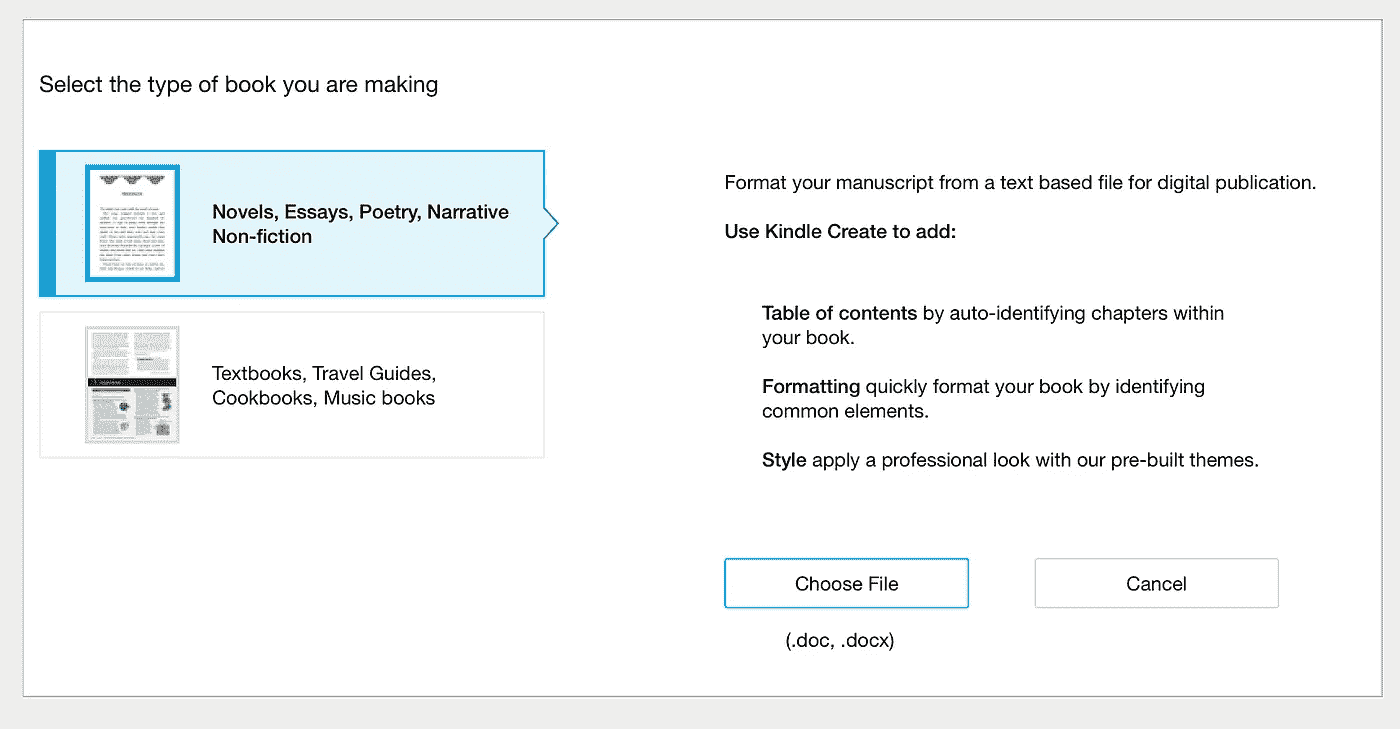 Select the type of book you are making
Novels, Essays, Poetry, Narrative
Non-fiction
Textbooks, Travel Guides,
Cookbooks, Music books
Format your manuscript from a text based file for digital publication.
Use Kindle Create to add:
Table of contents by auto-identifying chapters within
your book.
Formatting quickly format your book by identifying
common elements.
Style apply a professional look with our pre-built themes.
Choose File
Cancel
(.doc, .docx)